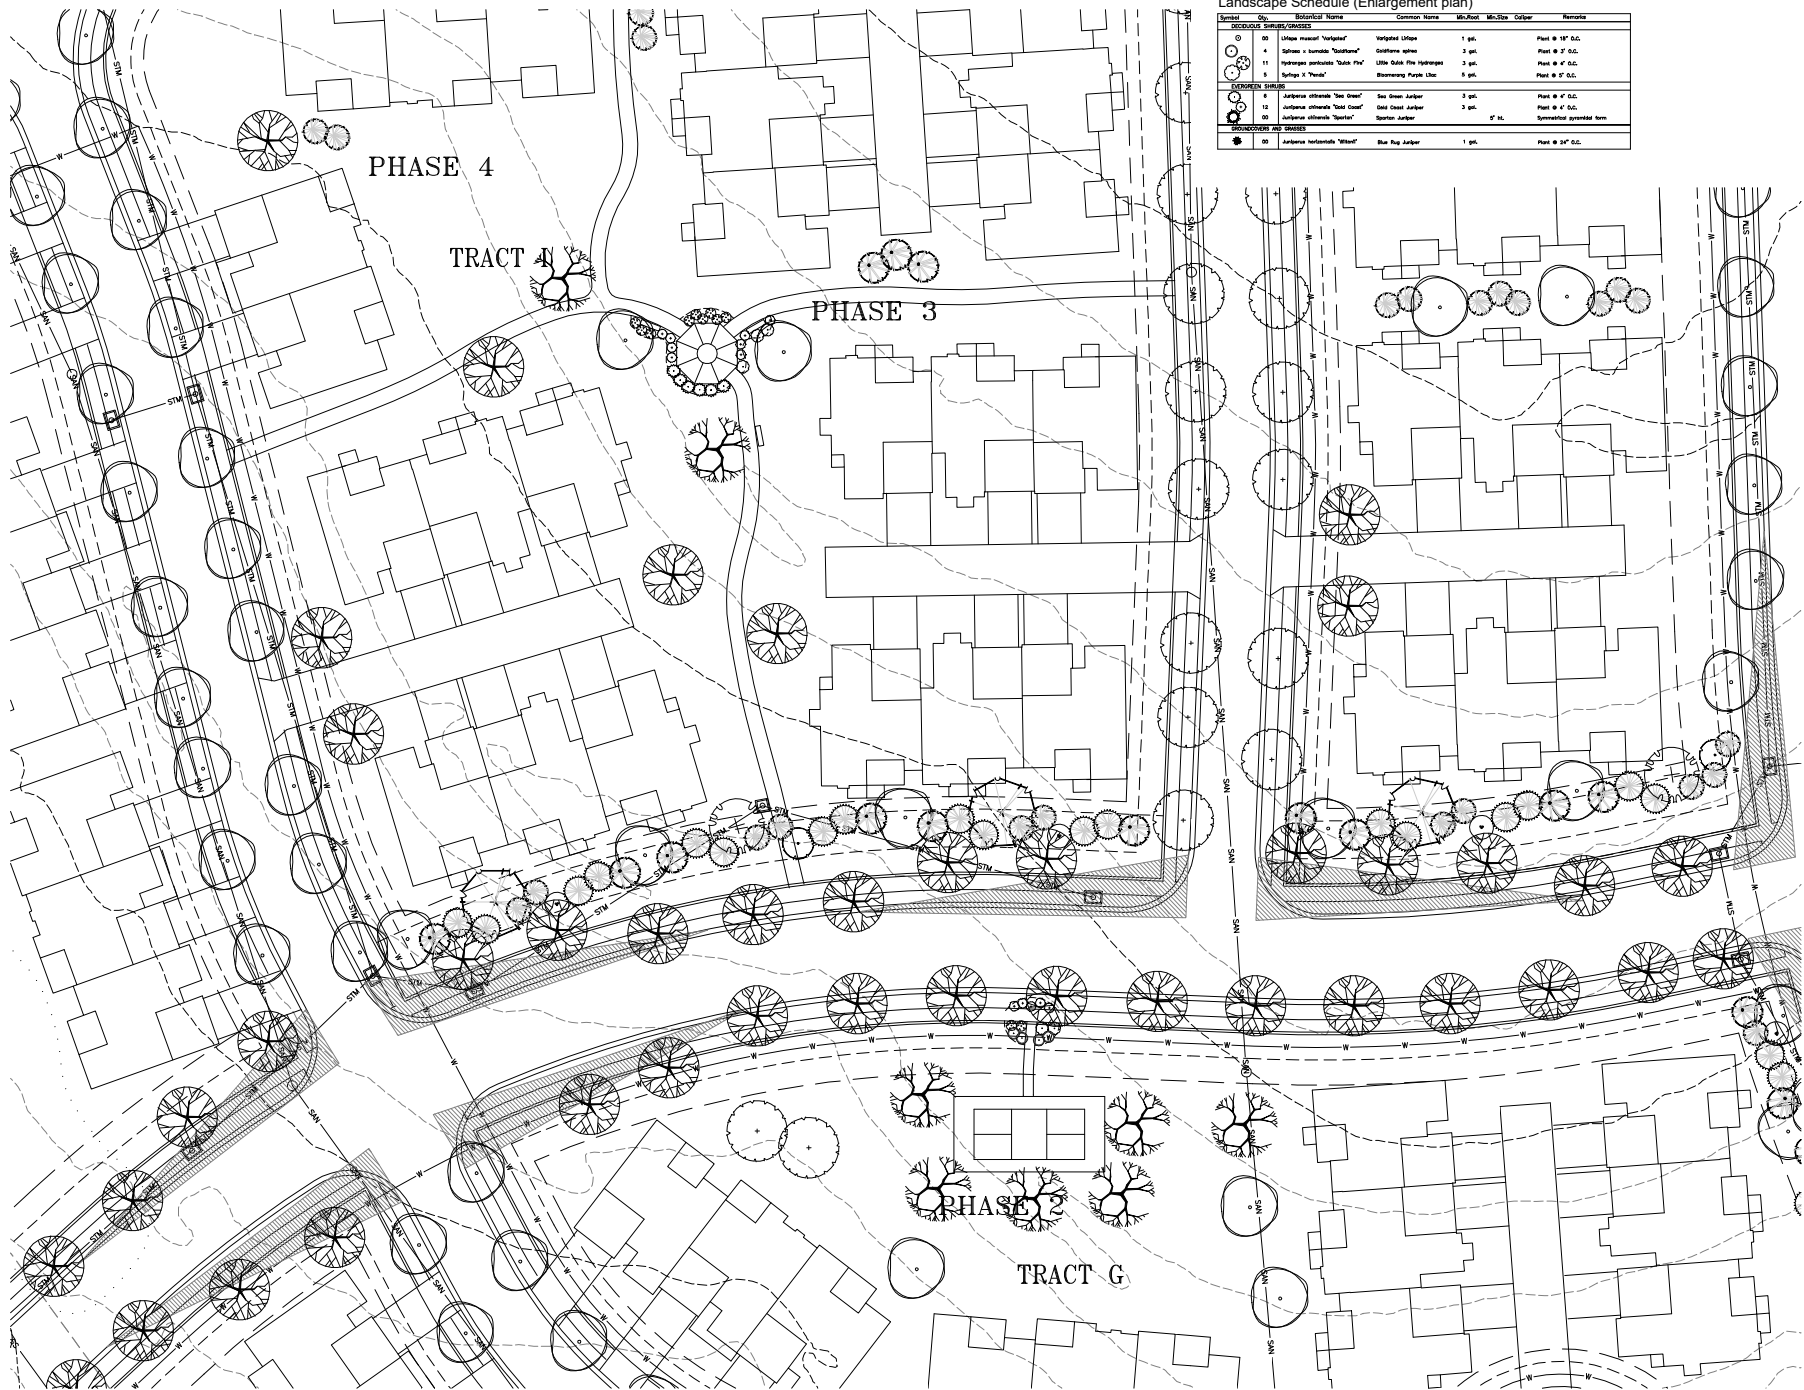 Landscape Schedule (Enlargement plan)
Symbol Qty. Botanical Name Common Name Min.Root Min.Size Caliper Remarks
DECIDUOUS SHRUBS/GRASSES
00 Liriope muscari "Varigated" Varigated Liriope 1 gal. Plant @ 18" O.C.
4 Spiraea x bumalda "Goldflame" Goldflame spirea 3 gal. Plant @ 3' O.C.
11 Hydrangea paniculata "Quick Fire" Little Quick Fire Hydrangea 3 gal. Plant @ 4' O.C.
5 Syringa X "Penda" Bloomerang Purple Lilac 5 gal. Plant @ 5' O.C.
EVERGREEN SHRUBS
6 Juniperus chinensis "Sea Green" Sea Green Juniper 3 gal. Plant @ 4' O.C.
12 Juniperus chinensis "Gold Coast" Gold Coast Juniper 3 gal. Plant @ 4' O.C.
00 Juniperus chinensis "Spartan" Spartan Juniper 5' ht. Symmetrical pyramidal form
GROUNDCOVERS AND GRASSES
00 Juniperus horizontalis "Wiltonii" Blue Rug Juniper 1 gal. Plant @ 24" O.C.
PHASE 4
TRACT I
PHASE 3
PHASE 2
TRACT G
STM
SAN
W